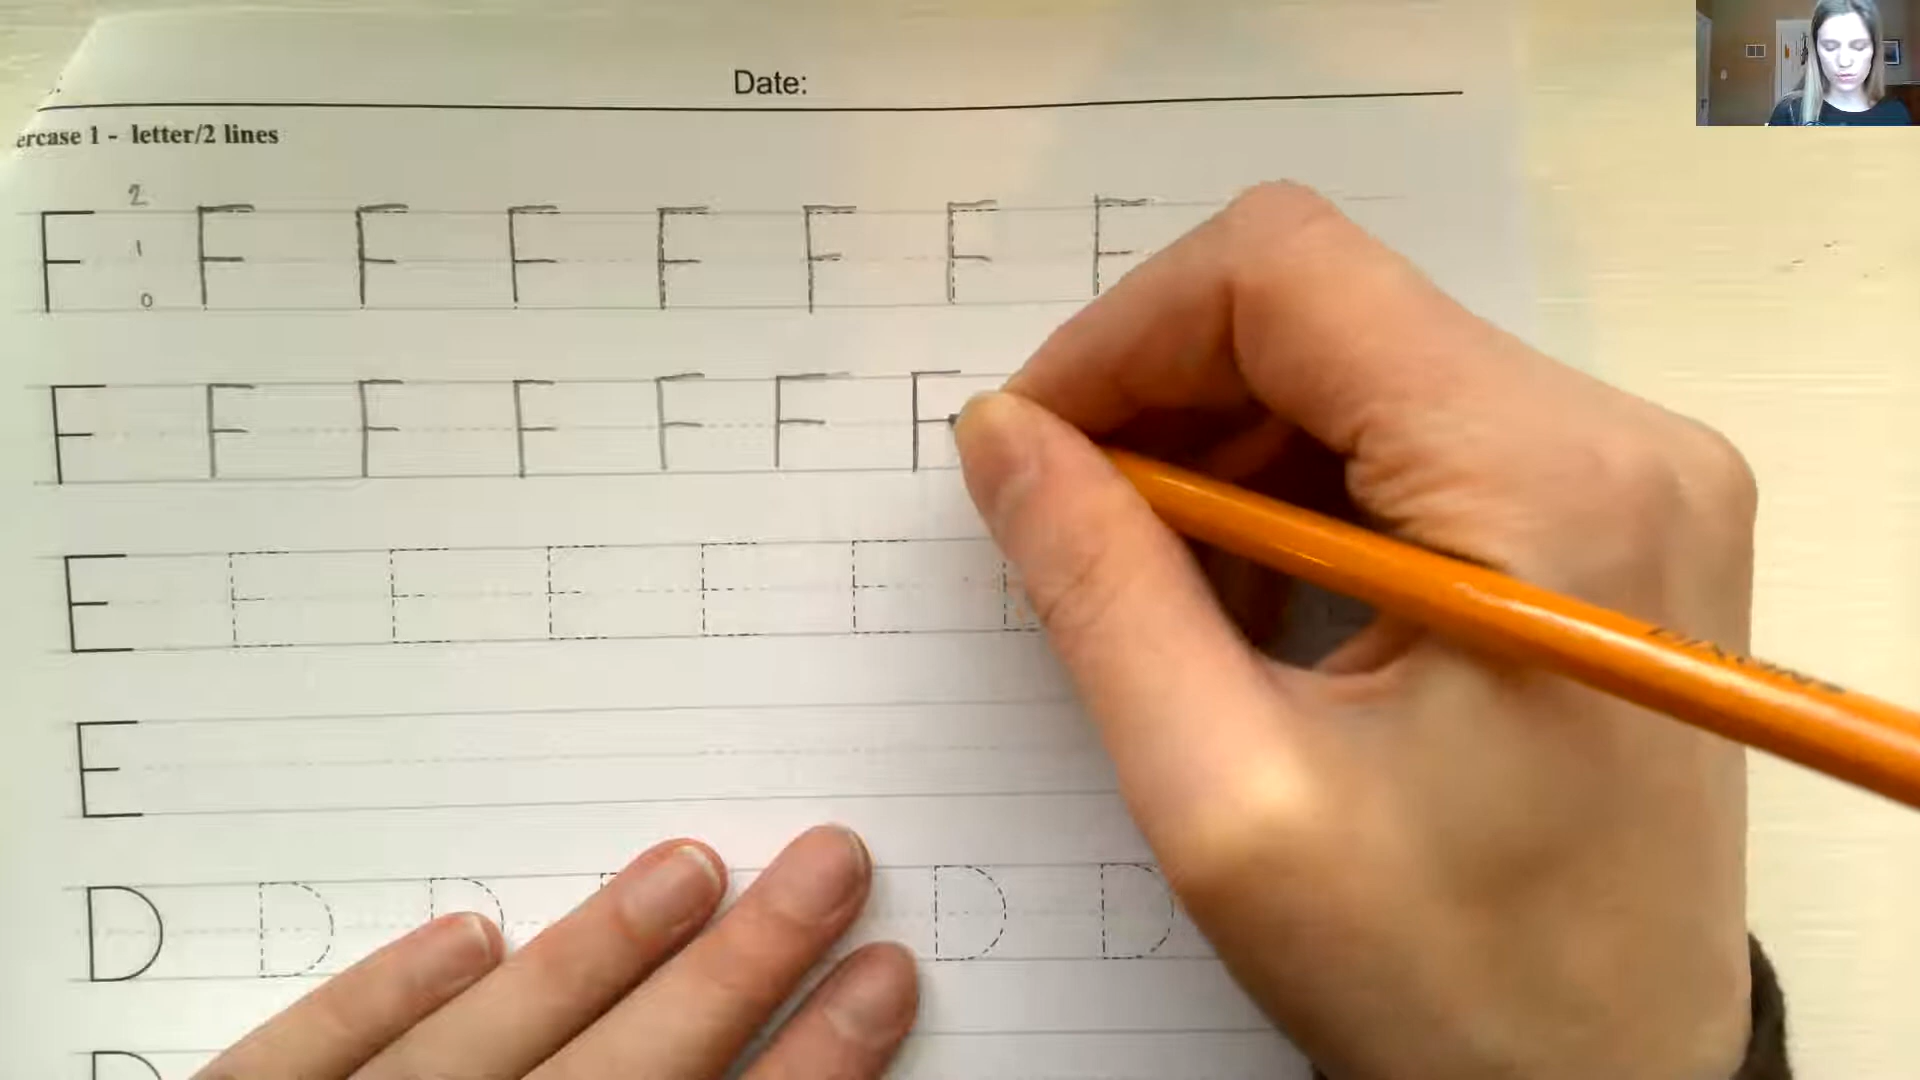 Date:
ercase 1 - letter/2 lines
2
F F F F F F F F
1
0
F F F F F F F
E E E E E E
E
D D D D D